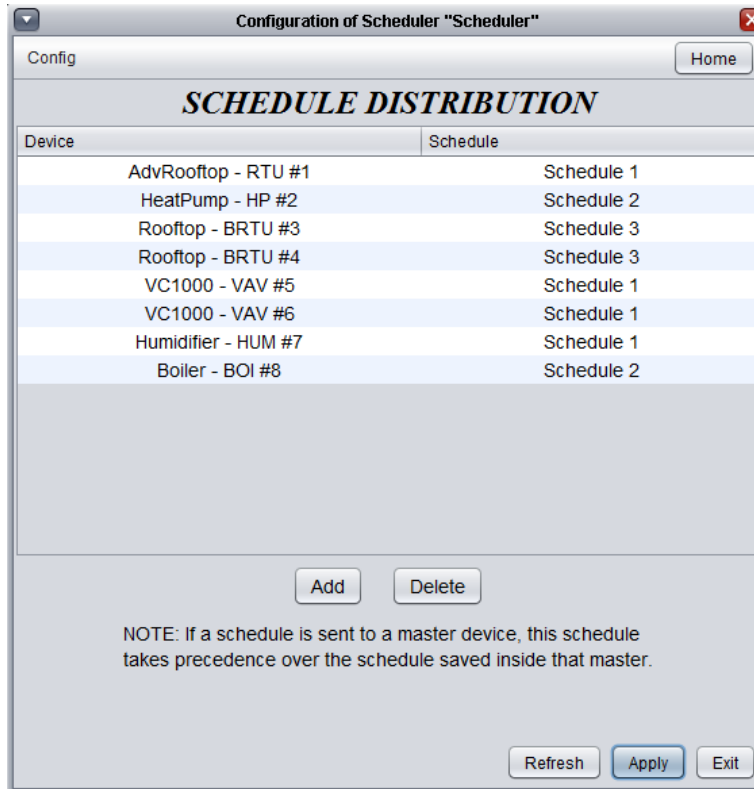 Configuration of Scheduler "Scheduler"
Config Home
SCHEDULE DISTRIBUTION
Device Schedule
AdvRooftop - RTU #1 Schedule 1
HeatPump - HP #2 Schedule 2
Rooftop - BRTU #3 Schedule 3
Rooftop - BRTU #4 Schedule 3
VC1000 - VAV #5 Schedule 1
VC1000 - VAV #6 Schedule 1
Humidifier - HUM #7 Schedule 1
Boiler - BOI #8 Schedule 2
Add Delete
NOTE: If a schedule is sent to a master device, this schedule
takes precedence over the schedule saved inside that master.
Refresh Apply Exit